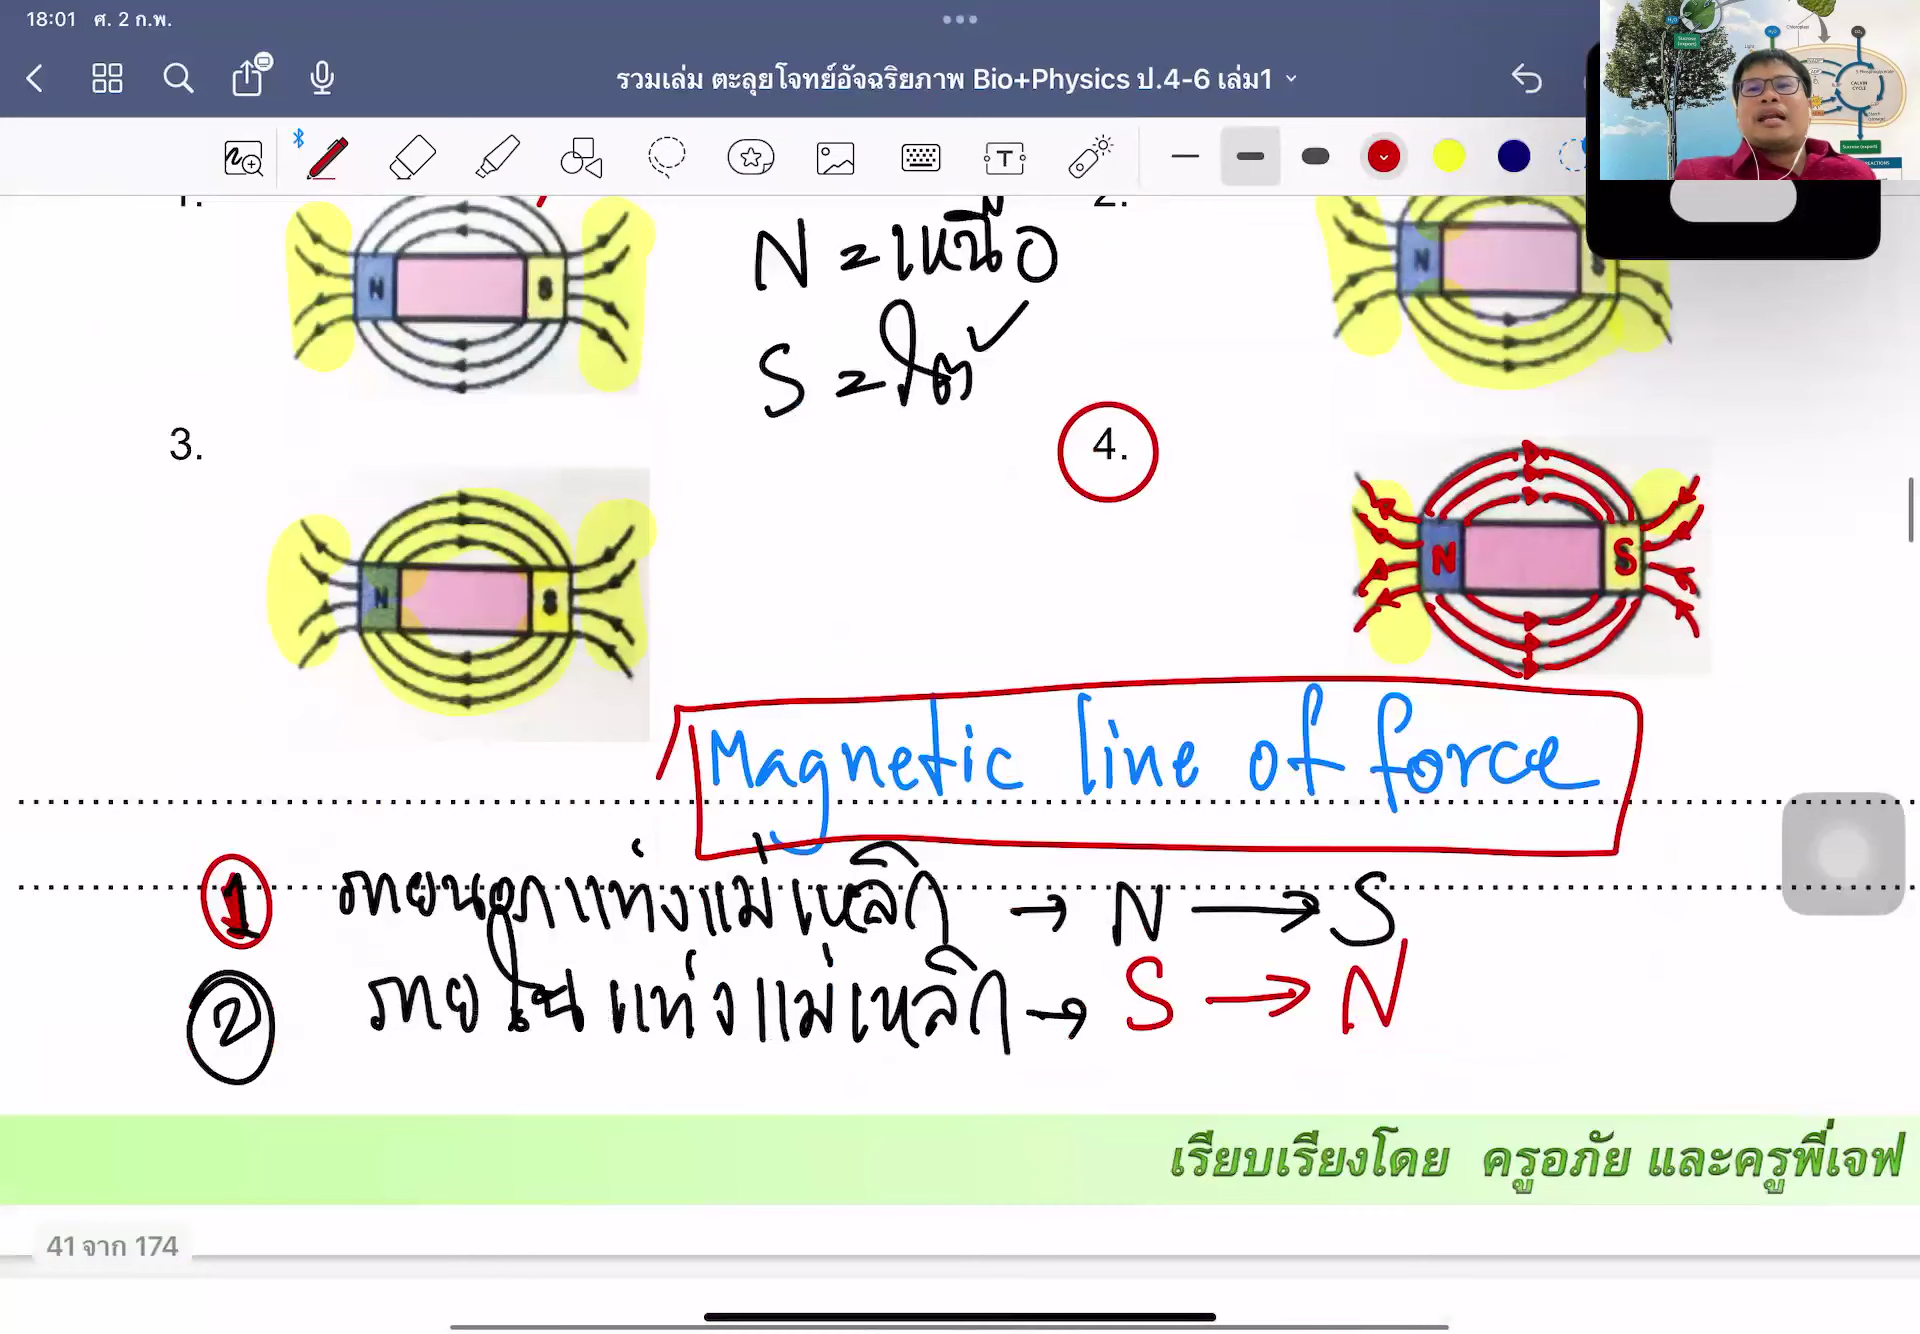 18:01 ศ. 2 ก.พ.
รวมเล่ม ตะลุยโจทย์อัจฉริยภาพ Bio+Physics ป.4-6 เล่ม1
1.
N S
N = เหนือ
S = ใต้
2.
N S
3.
N S
4.
N S
Magnetic line of force
1 ภายนอกแท่งแม่เหล็ก → N → S
2 ภายในแท่งแม่เหล็ก → S → N
เรียบเรียงโดย ครูอภัย และครูพี่เจฟ
41 จาก 174